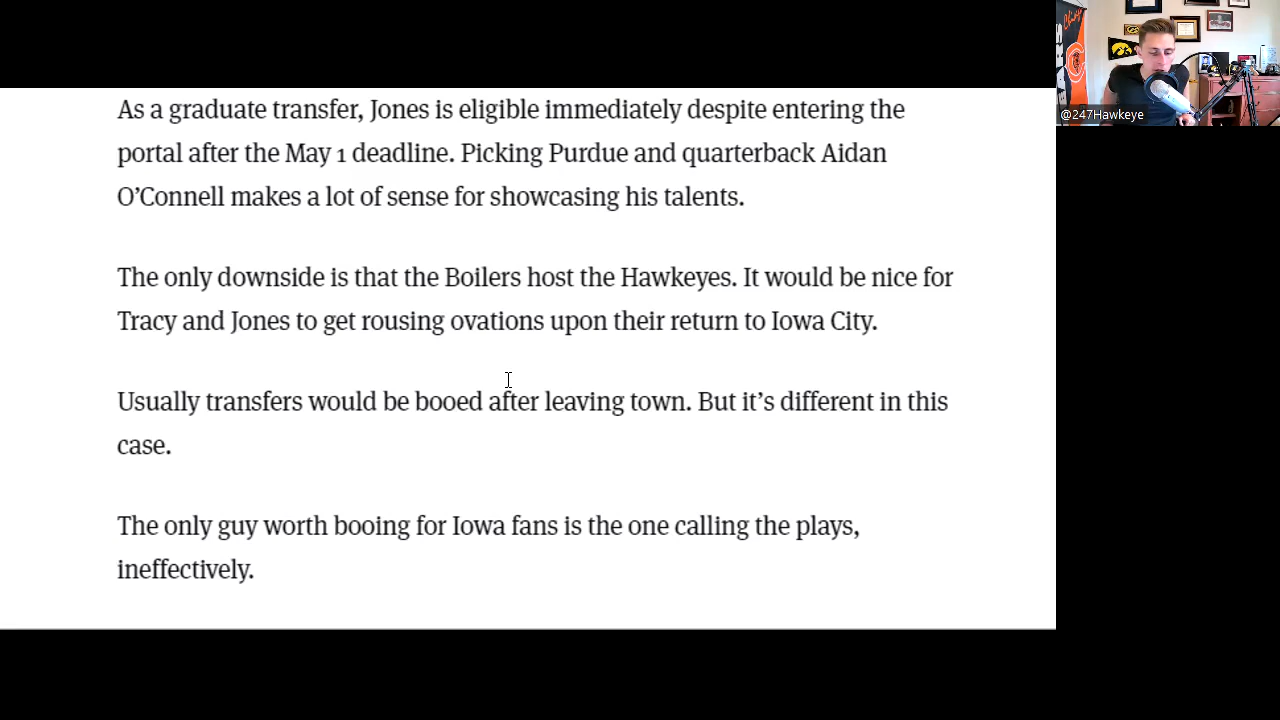 As a graduate transfer, Jones is eligible immediately despite entering the
portal after the May 1 deadline. Picking Purdue and quarterback Aidan
O’Connell makes a lot of sense for showcasing his talents.
The only downside is that the Boilers host the Hawkeyes. It would be nice for
Tracy and Jones to get rousing ovations upon their return to Iowa City.
Usually transfers would be booed after leaving town. But it’s different in this
case.
The only guy worth booing for Iowa fans is the one calling the plays,
ineffectively.
@247Hawkeye